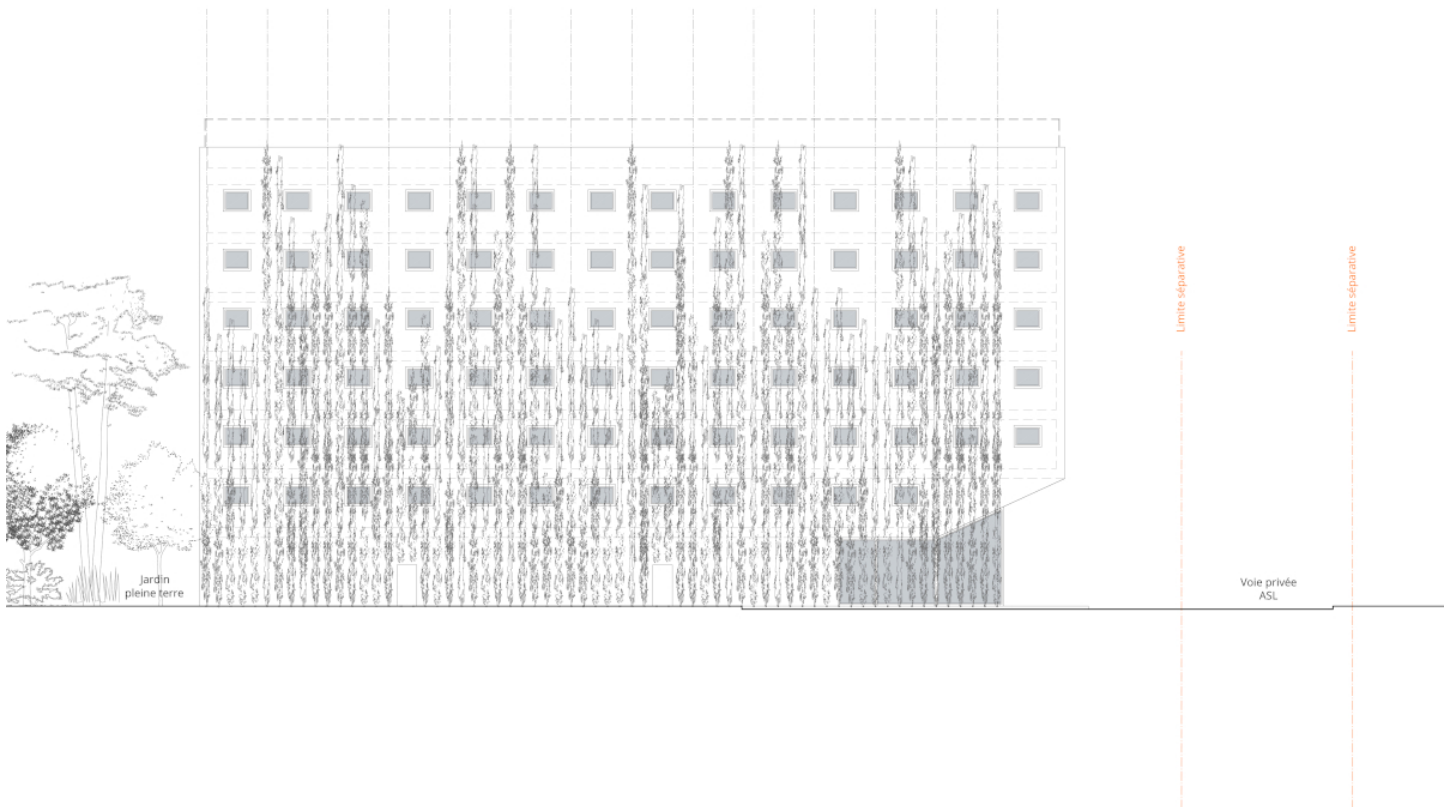 Limite séparative
Limite séparative
Jardin
pleine terre
Voie privée
ASL